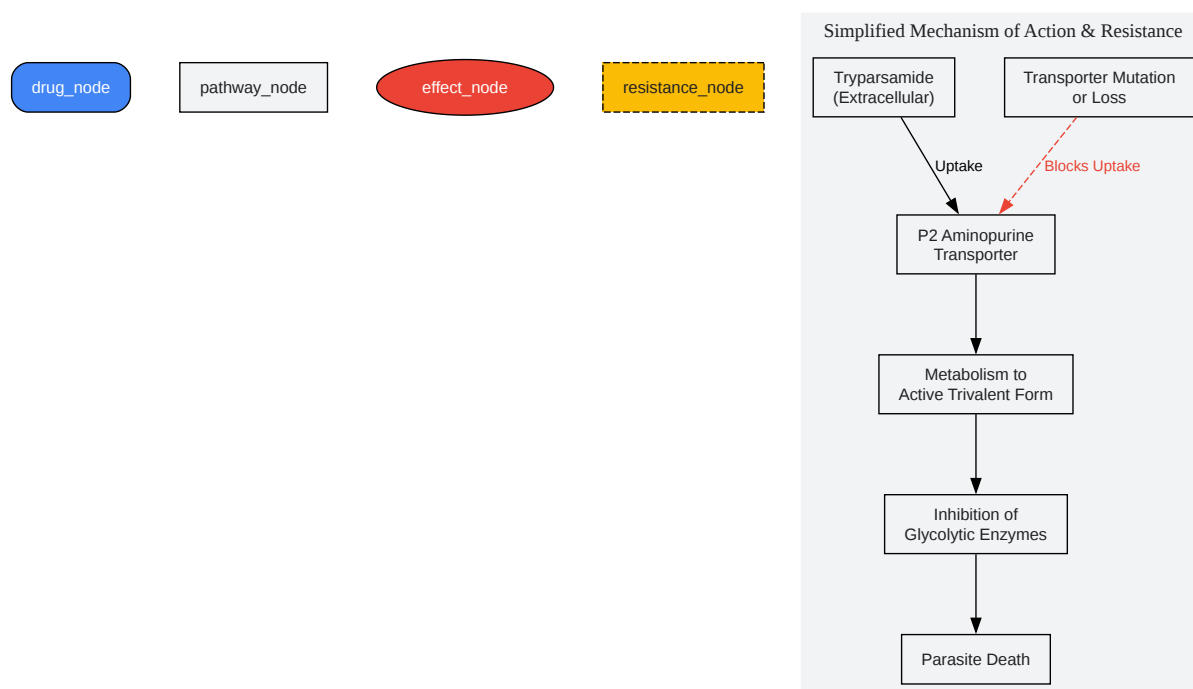 Simplified Mechanism of Action & Resistance
drug_node
pathway_node
effect_node
resistance_node
Tryparsamide
(Extracellular)
Transporter Mutation
or Loss
Uptake
Blocks Uptake
P2 Aminopurine
Transporter
Metabolism to
Active Trivalent Form
Inhibition of
Glycolytic Enzymes
Parasite Death